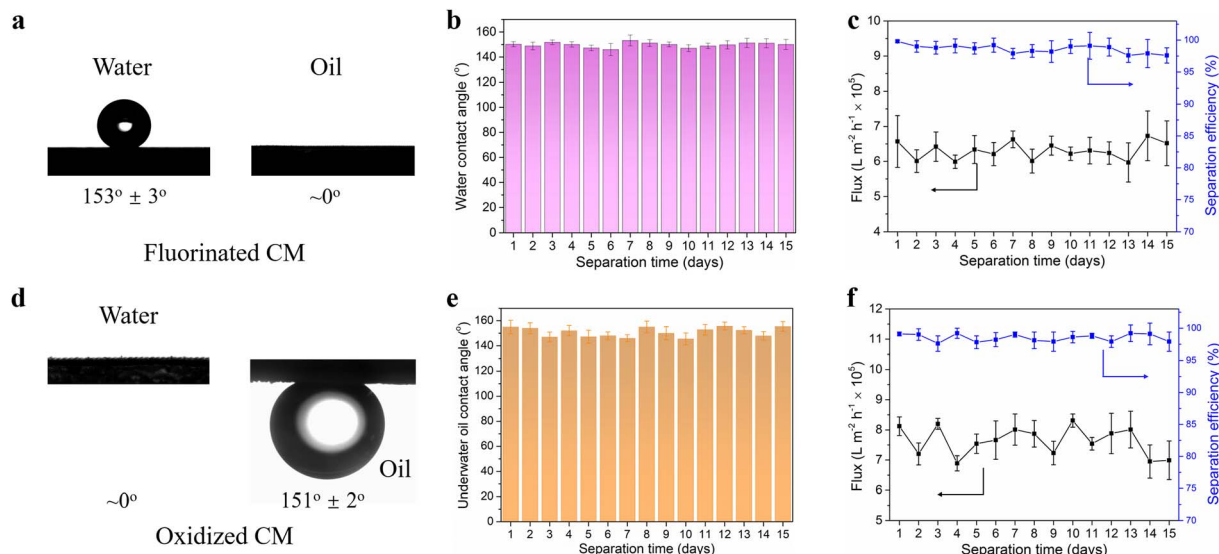 a
Water
Oil
153° ± 3°
~0°
Fluorinated CM
b
160
140
120
100
80
60
40
20
0
Water contact angle (°)
1 2 3 4 5 6 7 8 9 10 11 12 13 14 15
Separation time (days)
c
10
9
8
7
6
5
4
Flux (L m⁻² h⁻¹ × 10⁵)
100
95
90
85
80
75
70
Separation efficiency (%)
1 2 3 4 5 6 7 8 9 10 11 12 13 14 15
Separation time (days)
d
Water
~0°
Oil
151° ± 2°
Oxidized CM
e
160
140
120
100
80
60
40
20
0
Underwater oil contact angle (°)
1 2 3 4 5 6 7 8 9 10 11 12 13 14 15
Separation time (days)
f
12
11
10
9
8
7
6
5
Flux (L m⁻² h⁻¹ × 10⁵)
100
95
90
85
80
75
70
Separation efficiency (%)
1 2 3 4 5 6 7 8 9 10 11 12 13 14 15
Separation time (days)